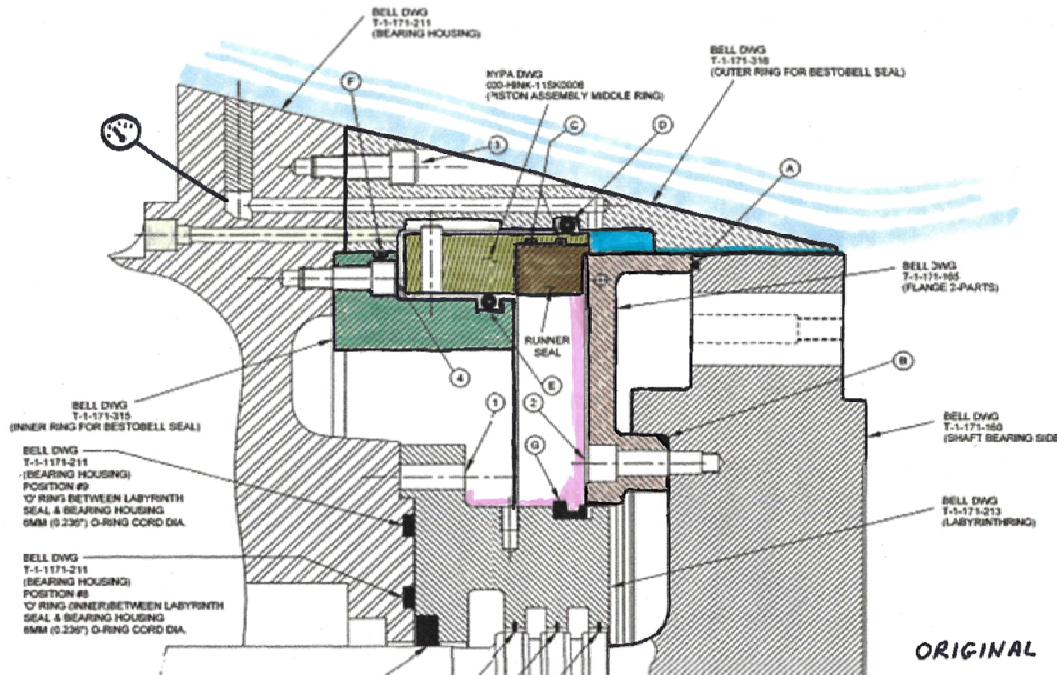 BELL DWG
T-1-171-211
(BEARING HOUSING)
BELL DWG
T-1-171-316
(OUTER RING FOR BESTOBELL SEAL)
HYPA DWG
(PISTON ASSEMBLY MIDDLE RING)
F
C
D
3
A
BELL DWG
T-1-171-165
(FLANGE 2-PARTS)
RUNNER
SEAL
4
E
B
1
2
G
BELL DWG
T-1-171-315
(INNER RING FOR BESTOBELL SEAL)
BELL DWG
T-1-1171-211
(BEARING HOUSING)
POSITION #9
'O' RING BETWEEN LABYRINTH
SEAL & BEARING HOUSING
6MM (0.236") O-RING CORD DIA.
BELL DWG
T-1-171-160
(SHAFT BEARING SIDE
BELL DWG
T-1-171-213
(LABYRINTHRING)
BELL DWG
T-1-1171-211
(BEARING HOUSING)
POSITION #8
'O' RING (INNER) BETWEEN LABYRINTH
SEAL & BEARING HOUSING
6MM (0.236") O-RING CORD DIA.
ORIGINAL